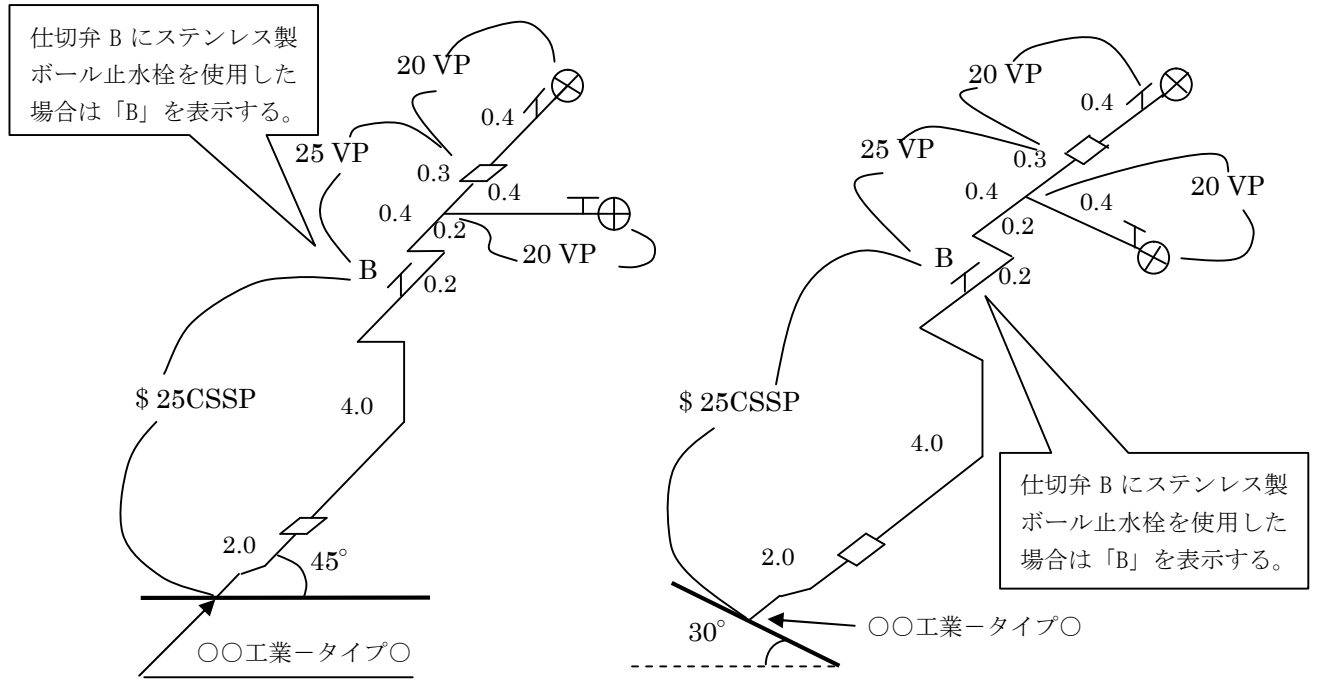 仕切弁 B にステンレス製
ボール止水栓を使用した
場合は「B」を表示する。
20 VP
0.4
25 VP
0.3
0.4
0.4
0.2
20 VP
B
0.2
$ 25CSSP
4.0
2.0
45°
○○工業－タイプ○
20 VP
0.4
25 VP
0.3
0.4
0.4
20 VP
0.2
B
0.2
$ 25CSSP
4.0
仕切弁 B にステンレス製
ボール止水栓を使用した
場合は「B」を表示する。
2.0
30°
○○工業－タイプ○